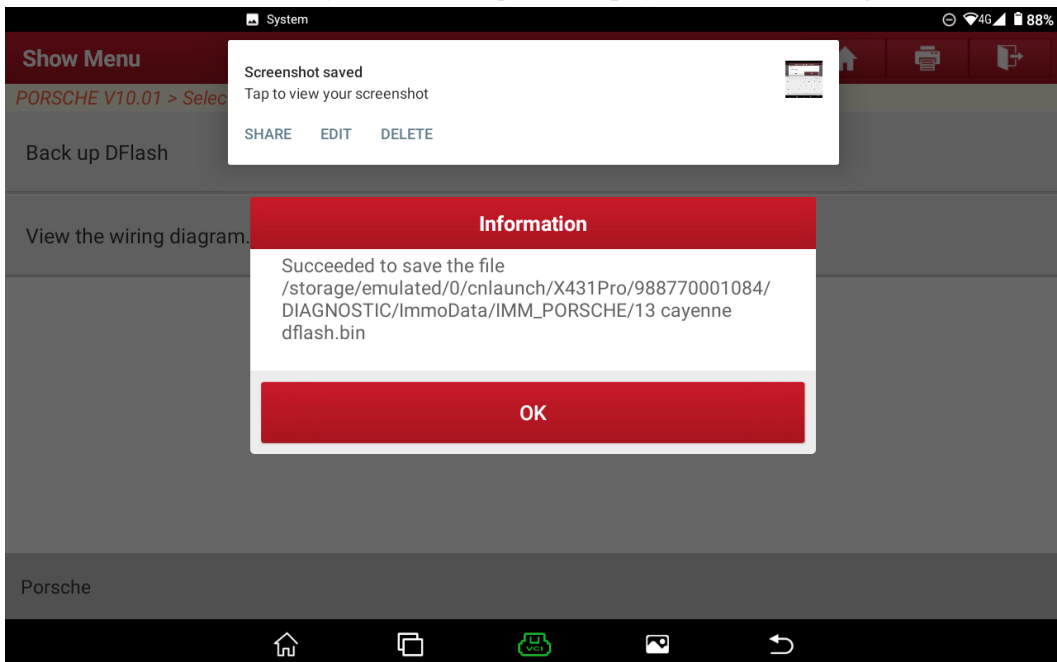 System
4G 88%
Show Menu
Screenshot saved
Tap to view your screenshot
SHARE EDIT DELETE
PORSCHE V10.01 > Selec
Back up DFlash
View the wiring diagram.
Information
Succeeded to save the file
/storage/emulated/0/cnlaunch/X431Pro/988770001084/
DIAGNOSTIC/ImmoData/IMM_PORSCHE/13 cayenne
dflash.bin
OK
Porsche
VCI